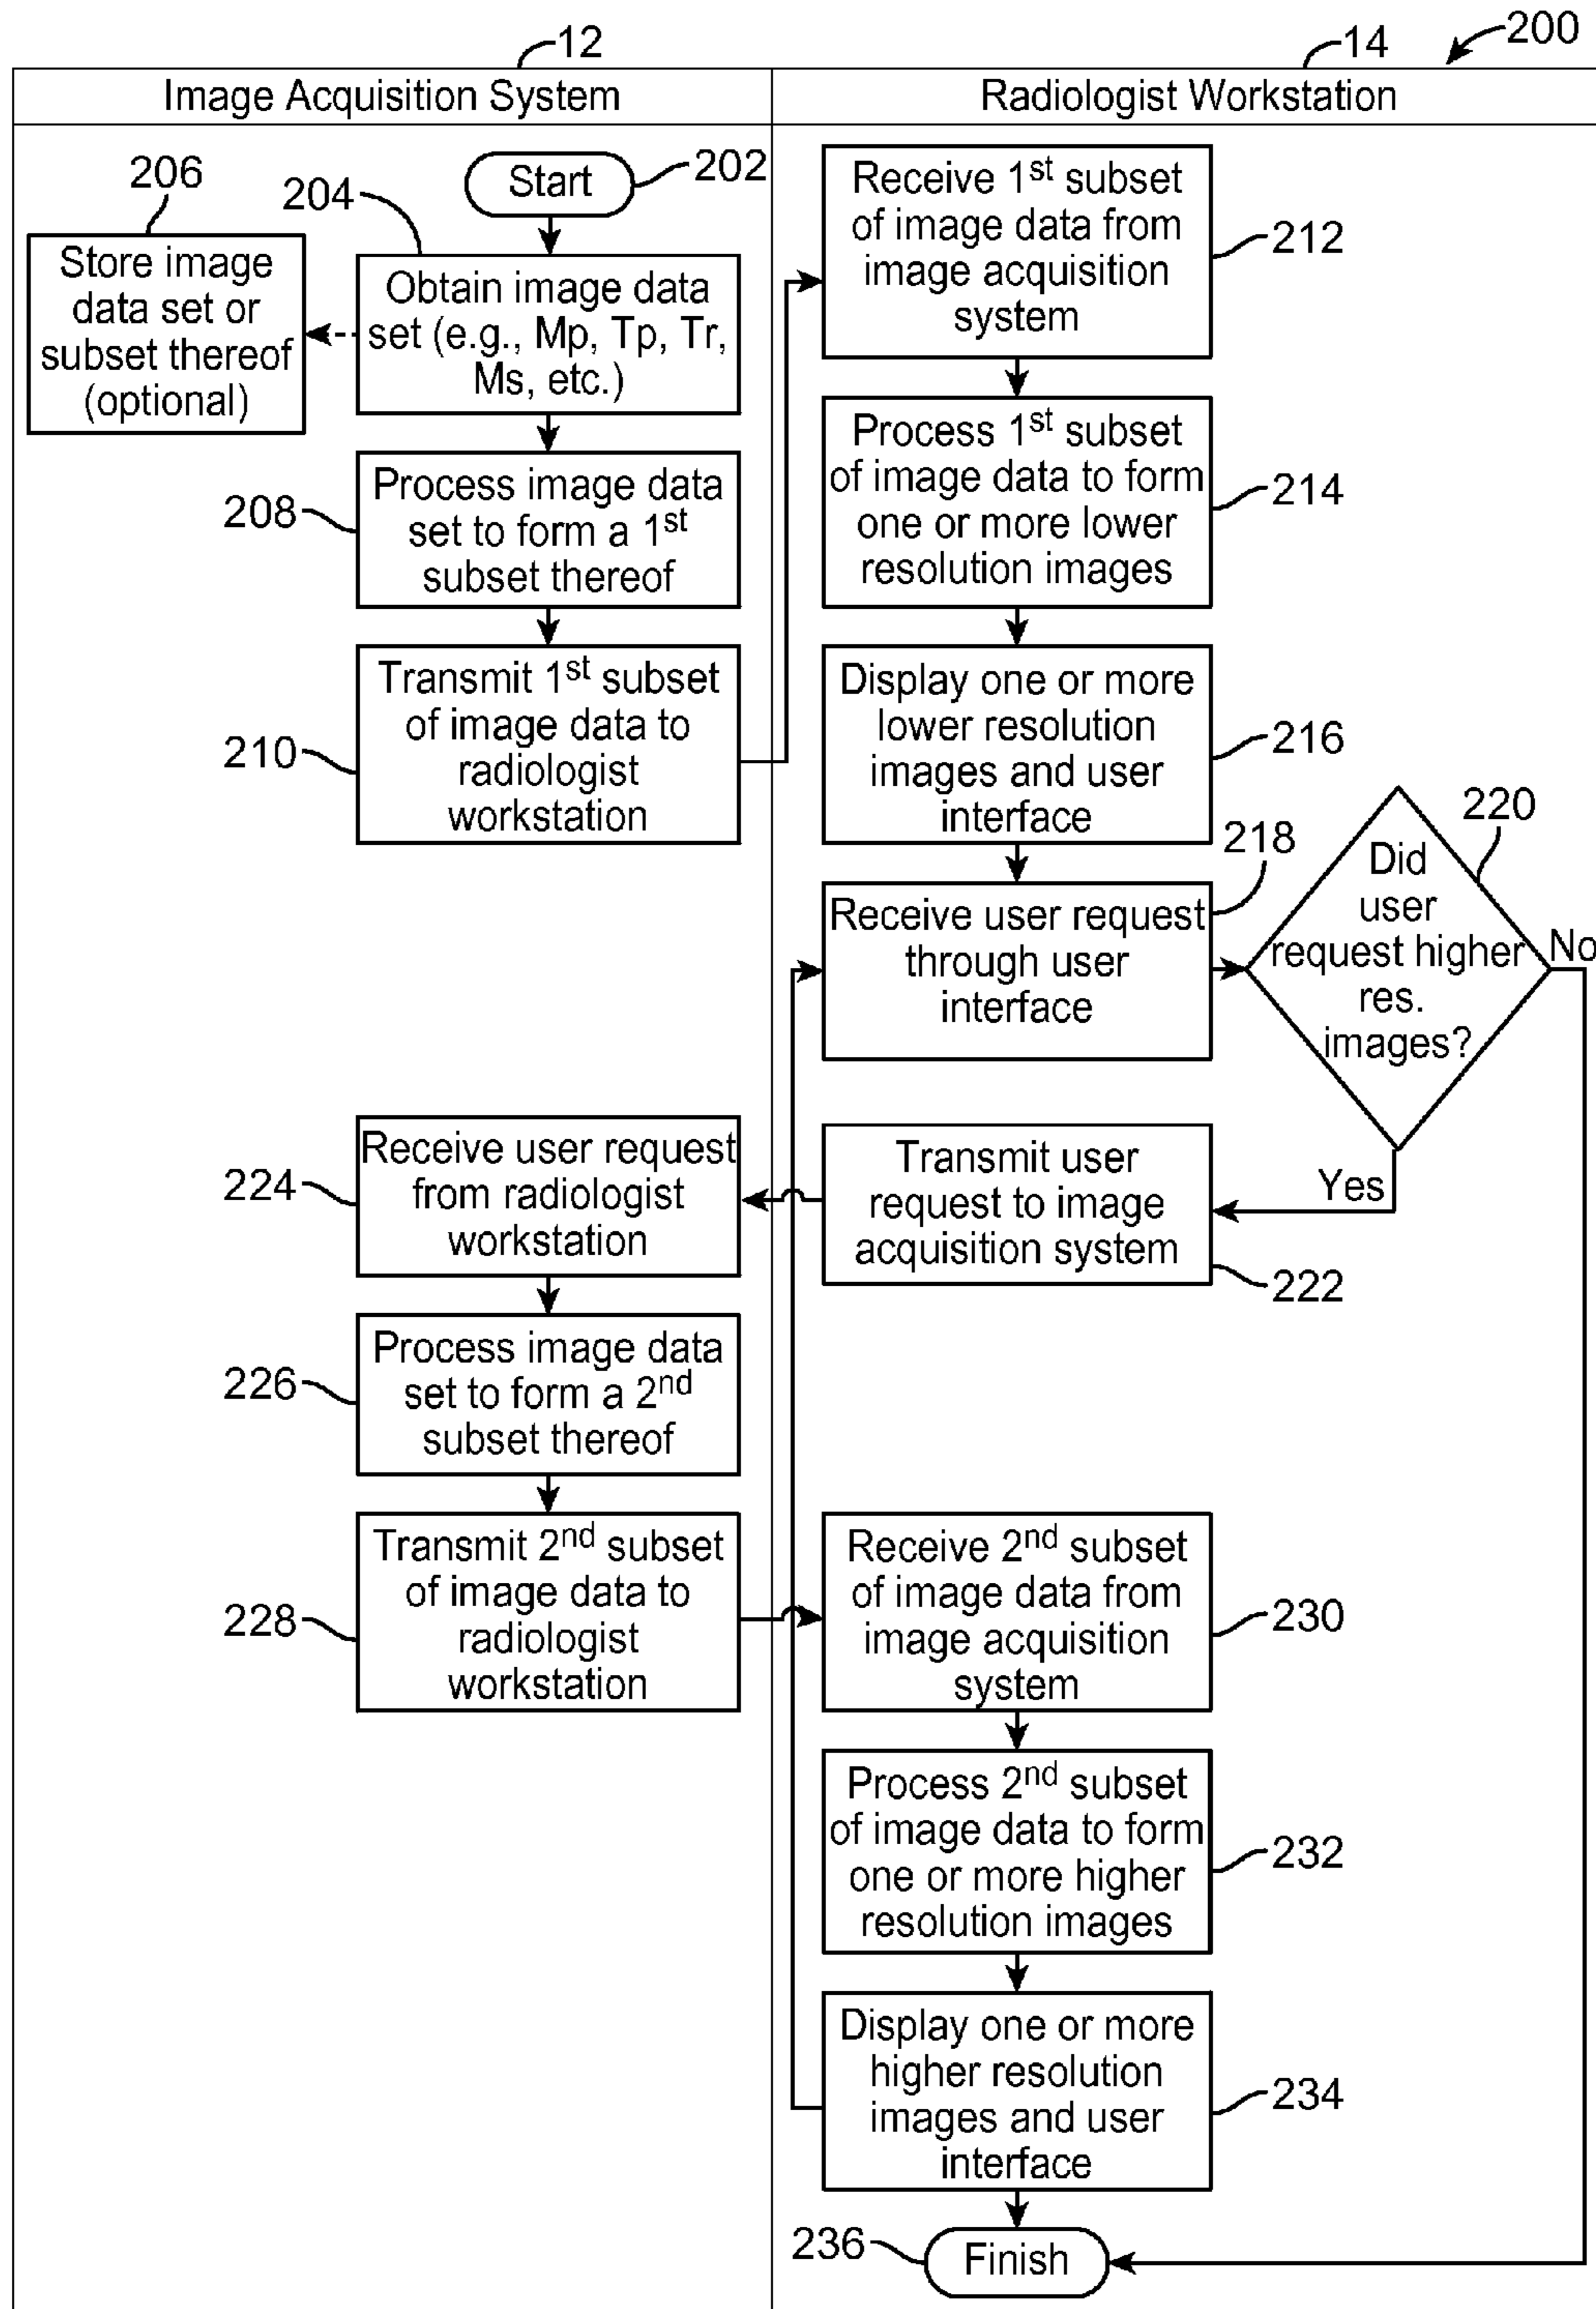 12
14
200
Image Acquisition System
Radiologist Workstation
Start
202
204
206
Store image
data set or
subset thereof
(optional)
Obtain image data
set (e.g., Mp, Tp, Tr,
Ms, etc.)
208
Process image data
set to form a 1st
subset thereof
210
Transmit 1st subset
of image data to
radiologist
workstation
Receive 1st subset
of image data from
image acquisition
system
212
Process 1st subset
of image data to form
one or more lower
resolution images
214
Display one or more
lower resolution
images and user
interface
216
218
Receive user request
through user
interface
220
Did
user
request higher
res.
images?
No
Yes
Transmit user
request to image
acquisition system
222
224
Receive user request
from radiologist
workstation
226
Process image data
set to form a 2nd
subset thereof
228
Transmit 2nd subset
of image data to
radiologist
workstation
Receive 2nd subset
of image data from
image acquisition
system
230
Process 2nd subset
of image data to form
one or more higher
resolution images
232
Display one or more
higher resolution
images and user
interface
234
236
Finish